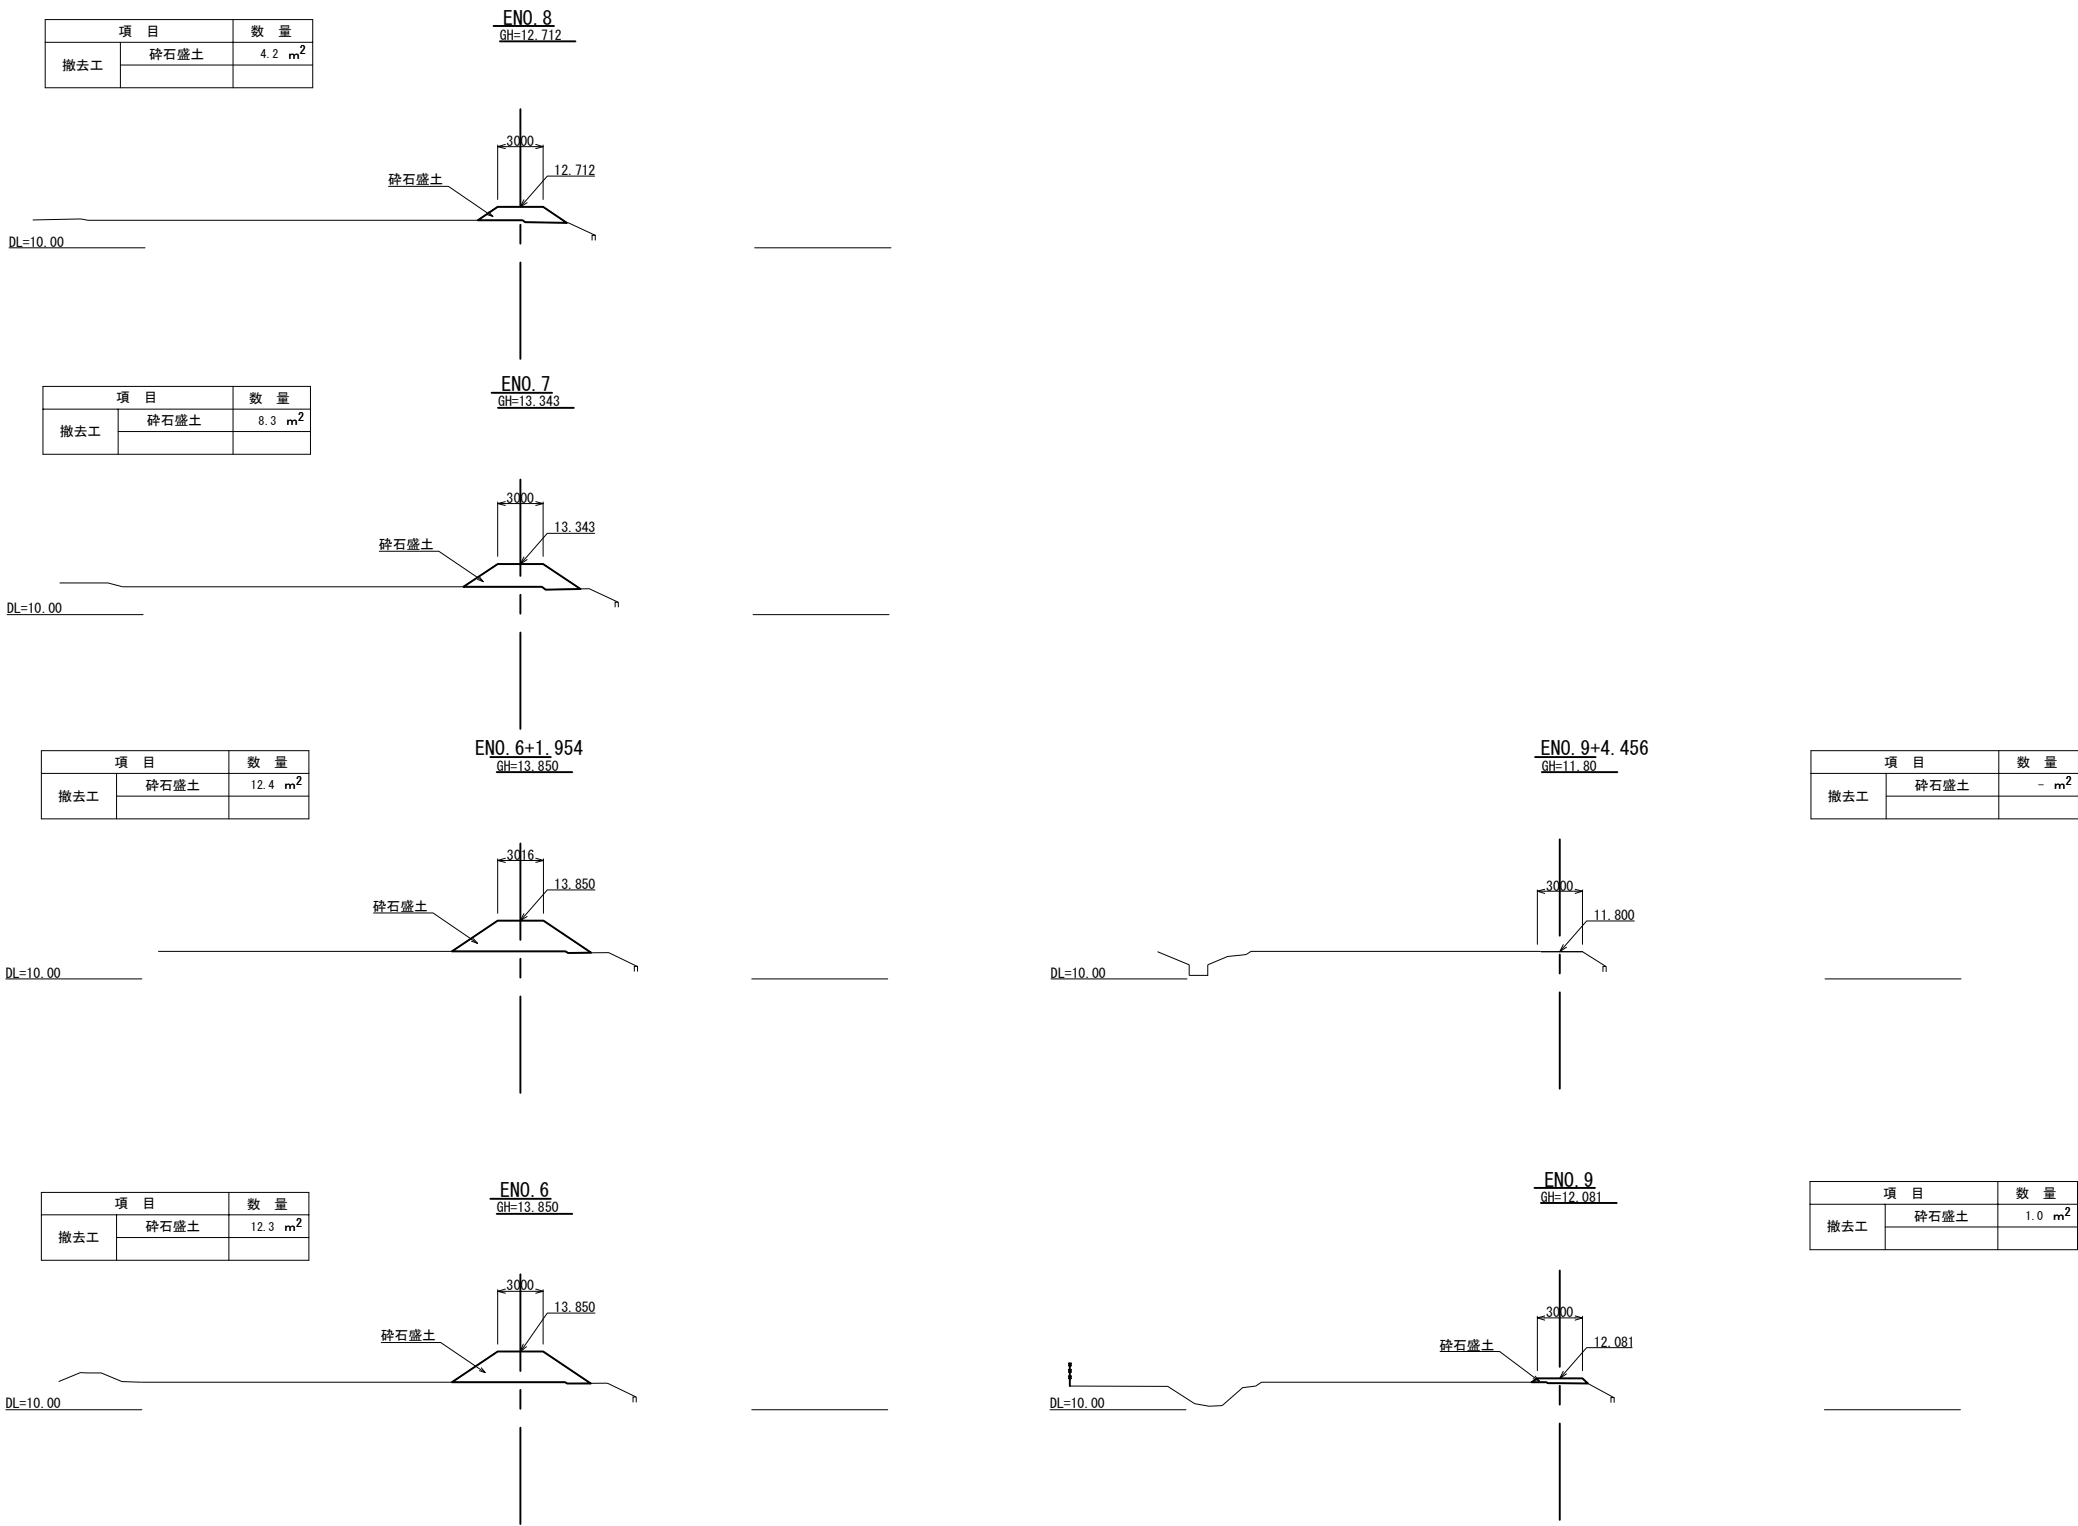 ENO.8
GH=12.712
項 目 数 量
撤去工 砕石盛土 4.2 m2
3000
12.712
砕石盛土
DL=10.00
n
ENO.7
GH=13.343
項 目 数 量
撤去工 砕石盛土 8.3 m2
3000
13.343
砕石盛土
DL=10.00
n
ENO.6+1.954
GH=13.850
項 目 数 量
撤去工 砕石盛土 12.4 m2
3016
13.850
砕石盛土
DL=10.00
n
ENO.6
GH=13.850
項 目 数 量
撤去工 砕石盛土 12.3 m2
3000
13.850
砕石盛土
DL=10.00
n
ENO.9+4.456
GH=11.80
項 目 数 量
撤去工 砕石盛土 - m2
3000
11.800
DL=10.00
n
ENO.9
GH=12.081
項 目 数 量
撤去工 砕石盛土 1.0 m2
3000
12.081
砕石盛土
DL=10.00
n